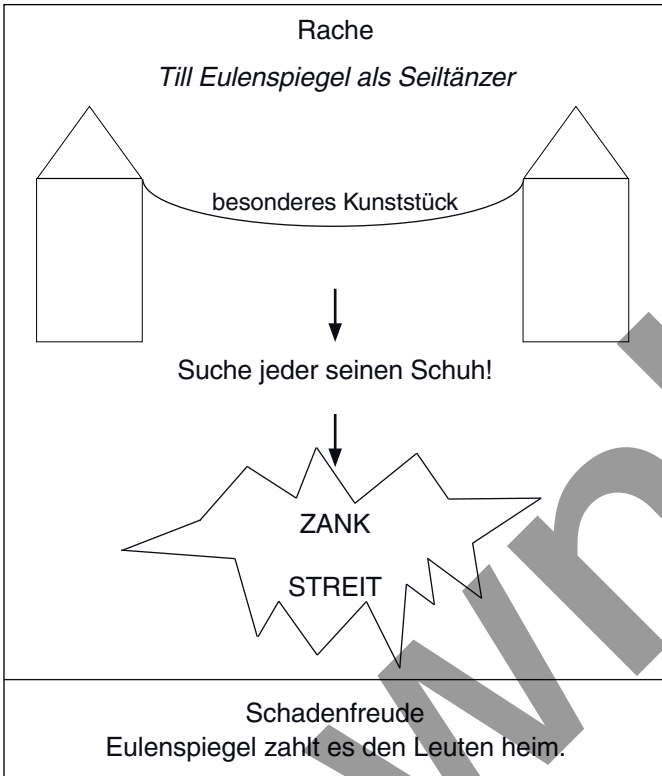 Rache
Till Eulenspiegel als Seiltänzer
besonderes Kunststück
Suche jeder seinen Schuh!
ZANK
STREIT
Schadenfreude
Eulenspiegel zahlt es den Leuten heim.